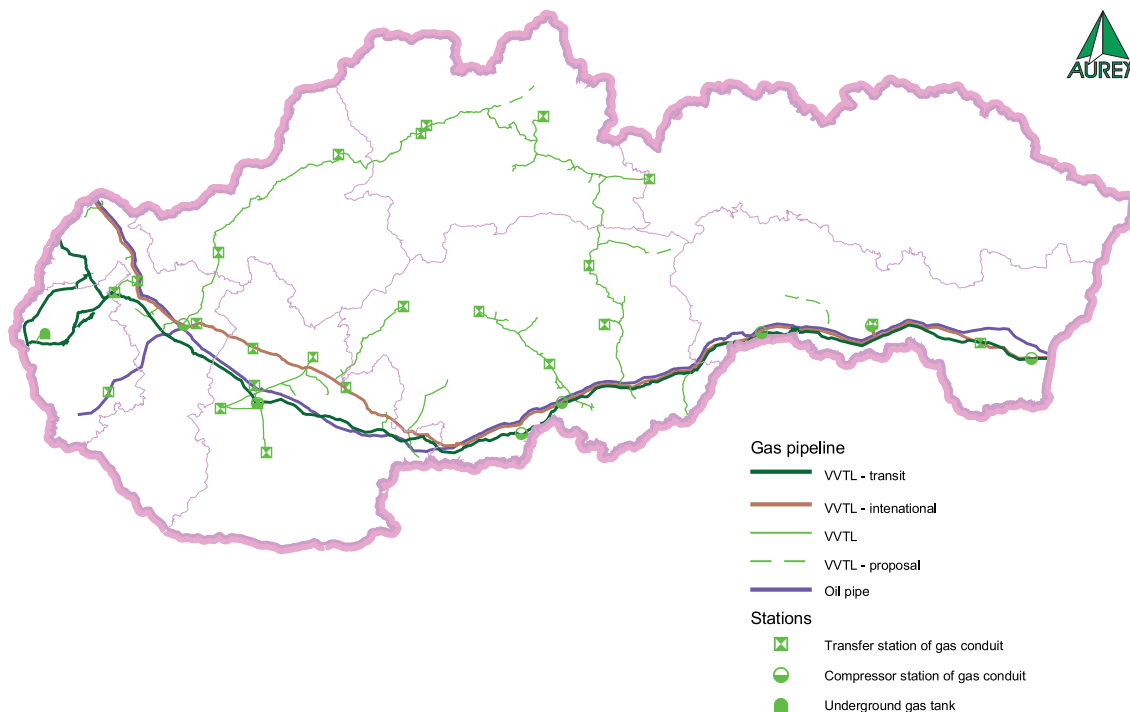 AUREX
Gas pipeline
VVTL - transit
VVTL - intenational
VVTL
VVTL - proposal
Oil pipe
Stations
Transfer station of gas conduit
Compressor station of gas conduit
Underground gas tank